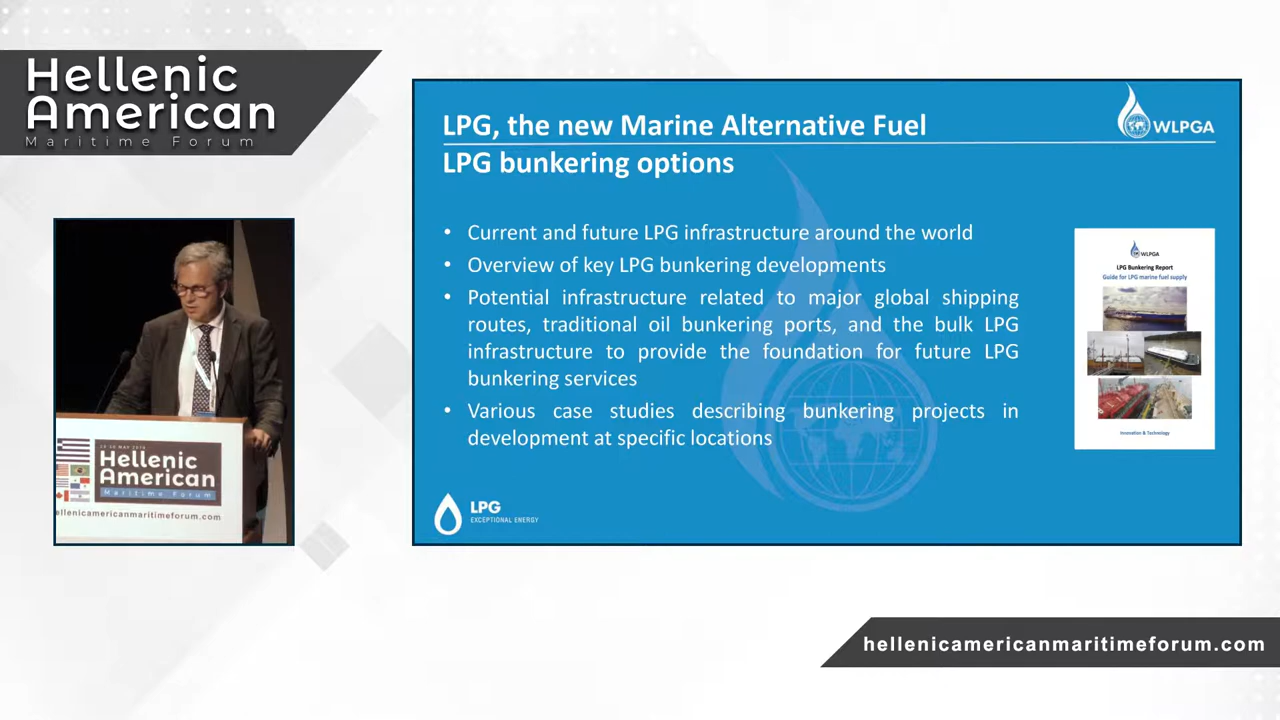 Hellenic
American
Maritime Forum
LPG, the new Marine Alternative Fuel
WLPGA
LPG bunkering options
• Current and future LPG infrastructure around the world
• Overview of key LPG bunkering developments
• Potential infrastructure related to major global shipping
routes, traditional oil bunkering ports, and the bulk LPG
infrastructure to provide the foundation for future LPG
bunkering services
• Various case studies describing bunkering projects in
development at specific locations
WLPGA
LPG Bunkering Report
Guide for LPG marine fuel supply
Innovation & Technology
LPG
EXCEPTIONAL ENERGY
Hellenic
American
Maritime Forum
ellenicamericanmaritimeforum.com
hellenicamericanmaritimeforum.com